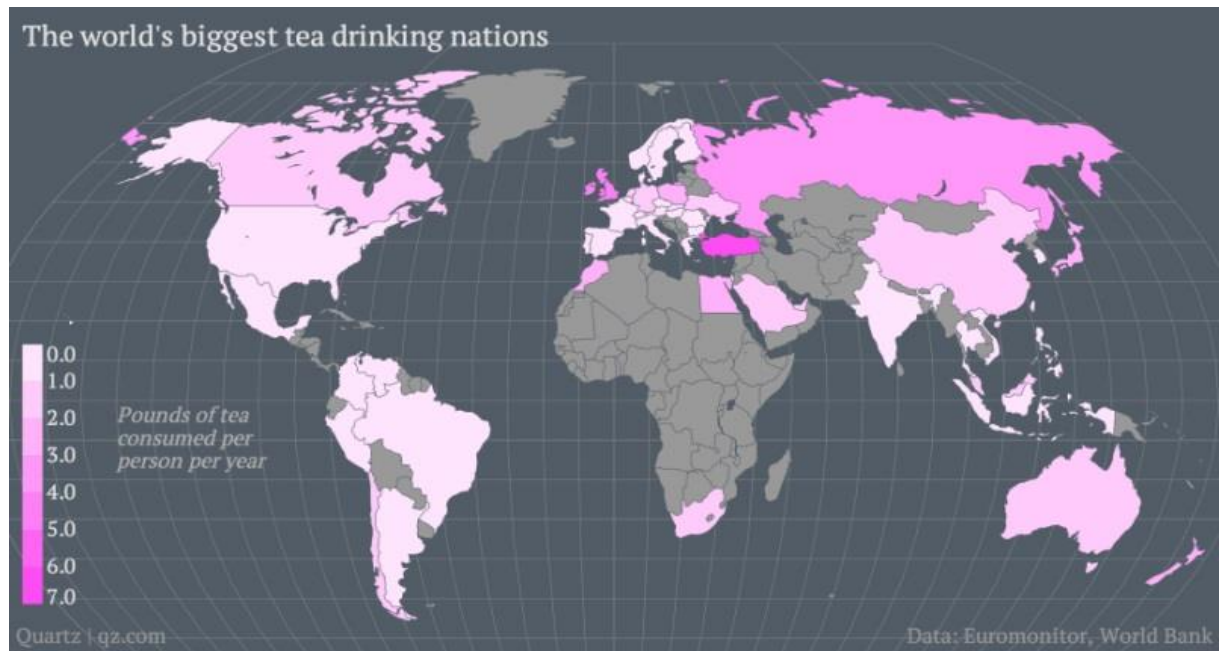 The world's biggest tea drinking nations
0.0
1.0
2.0
3.0
4.0
5.0
6.0
7.0
Pounds of tea
consumed per
person per year
Quartz | qz.com
Data: Euromonitor, World Bank